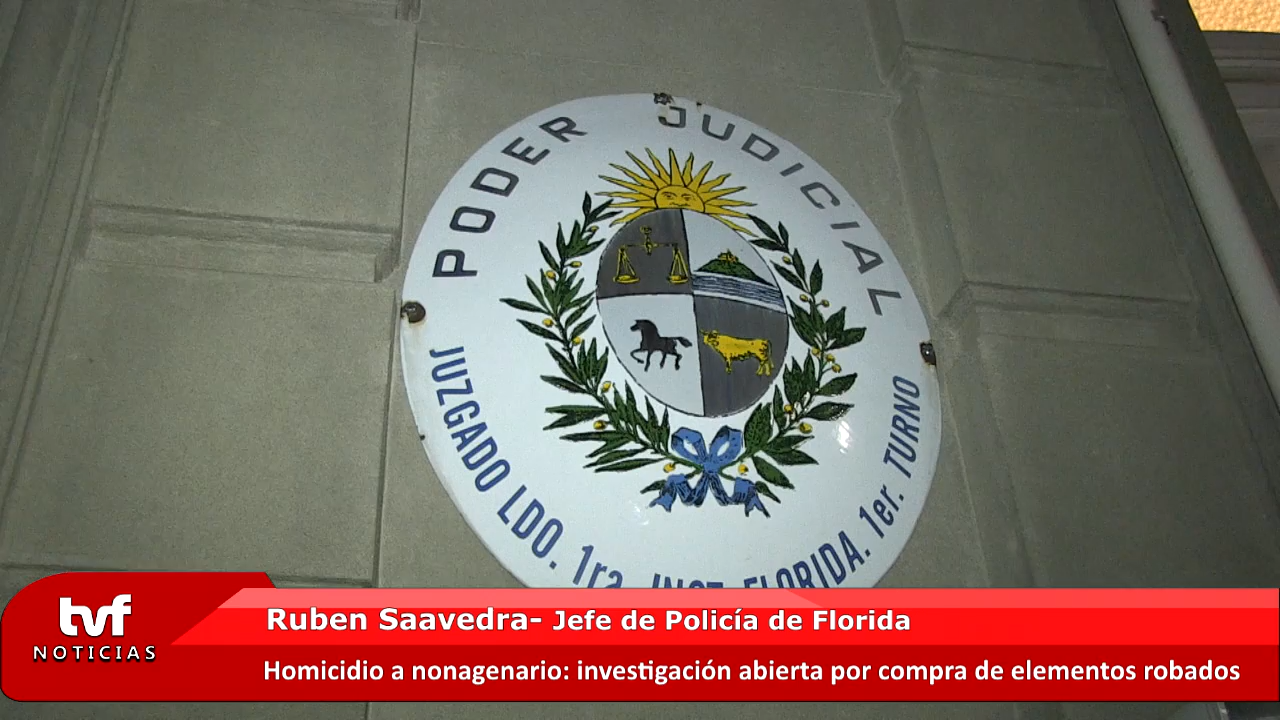 PODER JUDICIAL
JUZGADO LDO. 1ra. INST. FLORIDA. 1er. TURNO
tvf
NOTICIAS
Ruben Saavedra- Jefe de Policía de Florida
Homicidio a nonagenario: investigación abierta por compra de elementos robados